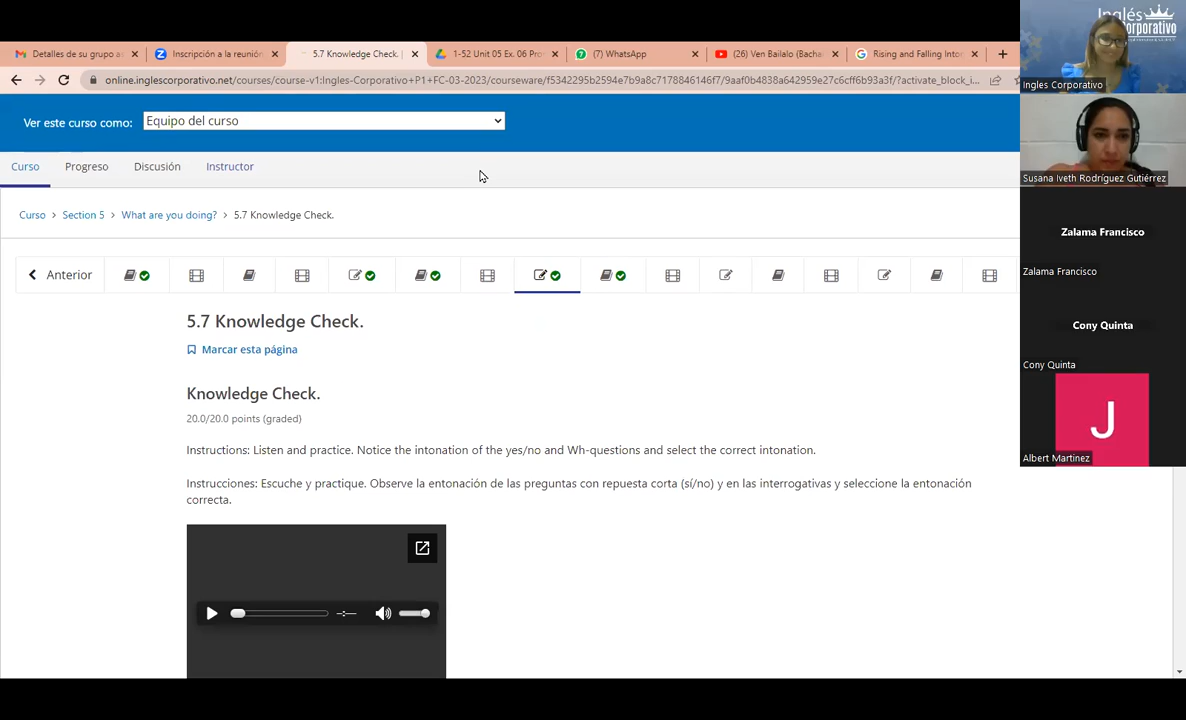 Detalles de su grupo a
Inscripción a la reunión
5.7 Knowledge Check. |
1-52 Unit 05 Ex. 06 Pro
(7) WhatsApp
(26) Ven Bailalo (Bacha
Rising and Falling Into
online.inglescorporativo.net/courses/course-v1:Ingles-Corporativo+P1+FC-03-2023/courseware/f5342295b2594e7b9a8c7178846146f7/9aaf0b4838a642959e27c6cff6b93a3f/?activate_block_i...
Ver este curso como:
Equipo del curso
Curso
Progreso
Discusión
Instructor
Curso > Section 5 > What are you doing? > 5.7 Knowledge Check.
Anterior
5.7 Knowledge Check.
Marcar esta página
Knowledge Check.
20.0/20.0 points (graded)
Instructions: Listen and practice. Notice the intonation of the yes/no and Wh-questions and select the correct intonation.
Instrucciones: Escuche y practique. Observe la entonación de las preguntas con repuesta corta (sí/no) y en las interrogativas y seleccione la entonación
correcta.
-:--
Inglés
Corporativo
Ingles Corporativo
Susana Iveth Rodríguez Gutiérrez
Zalama Francisco
Zalama Francisco
Cony Quinta
Cony Quinta
J
Albert Martinez